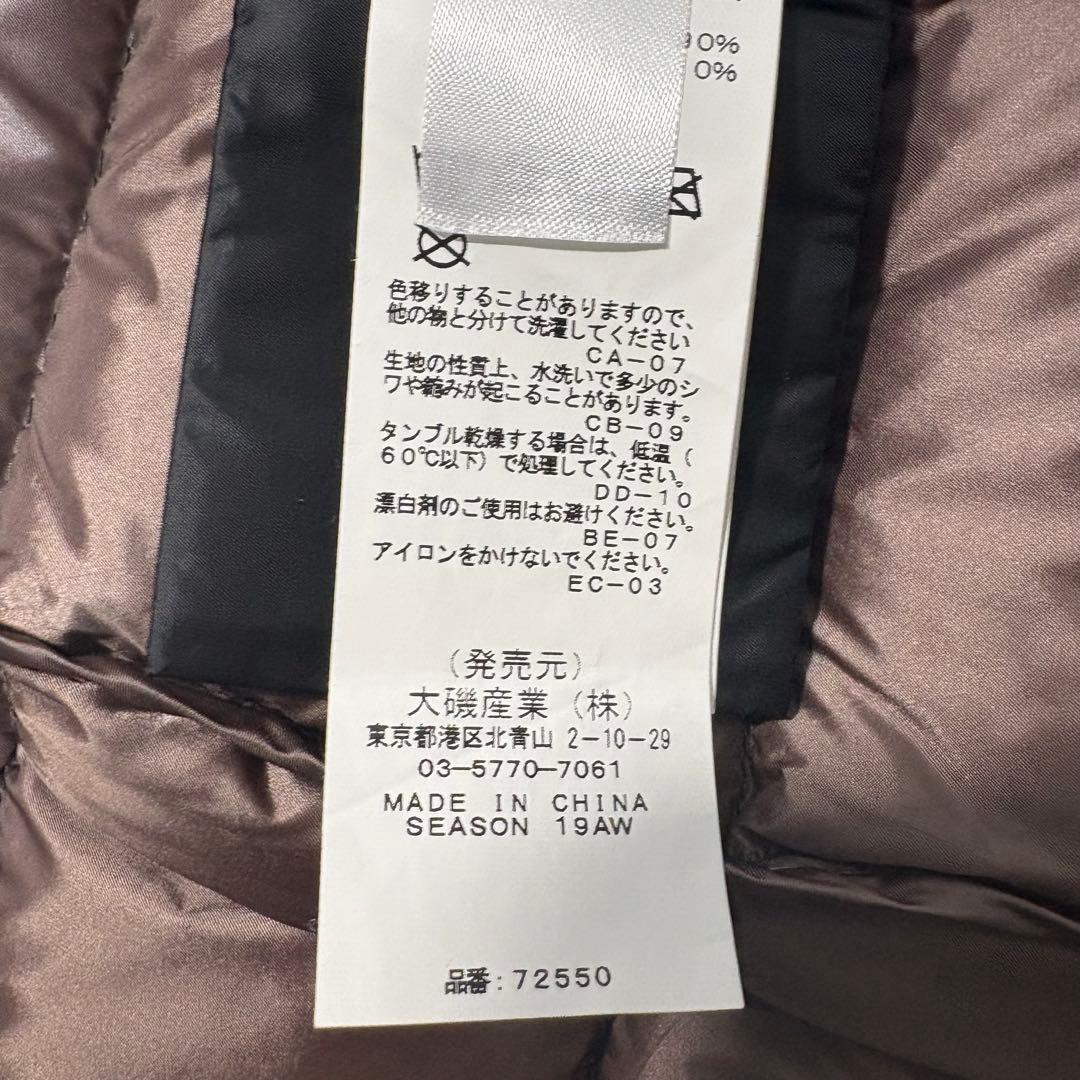 90%
0%
色移りすることがありますので、
他の物と分けて洗濯してください
CA-07
生地の性質上、水洗いで多少のシ
ワや縮みが起こることがあります。
CB-09
タンブル乾燥する場合は、低温(
60℃以下)で処理してください。
DD-10
漂白剤のご使用はお避けください。
BE-07
アイロンをかけないでください。
EC-03
(発売元)
大磯産業(株)
東京都港区北青山 2-10-29
03-5770-7061
MADE IN CHINA
SEASON 19AW
品番:72550